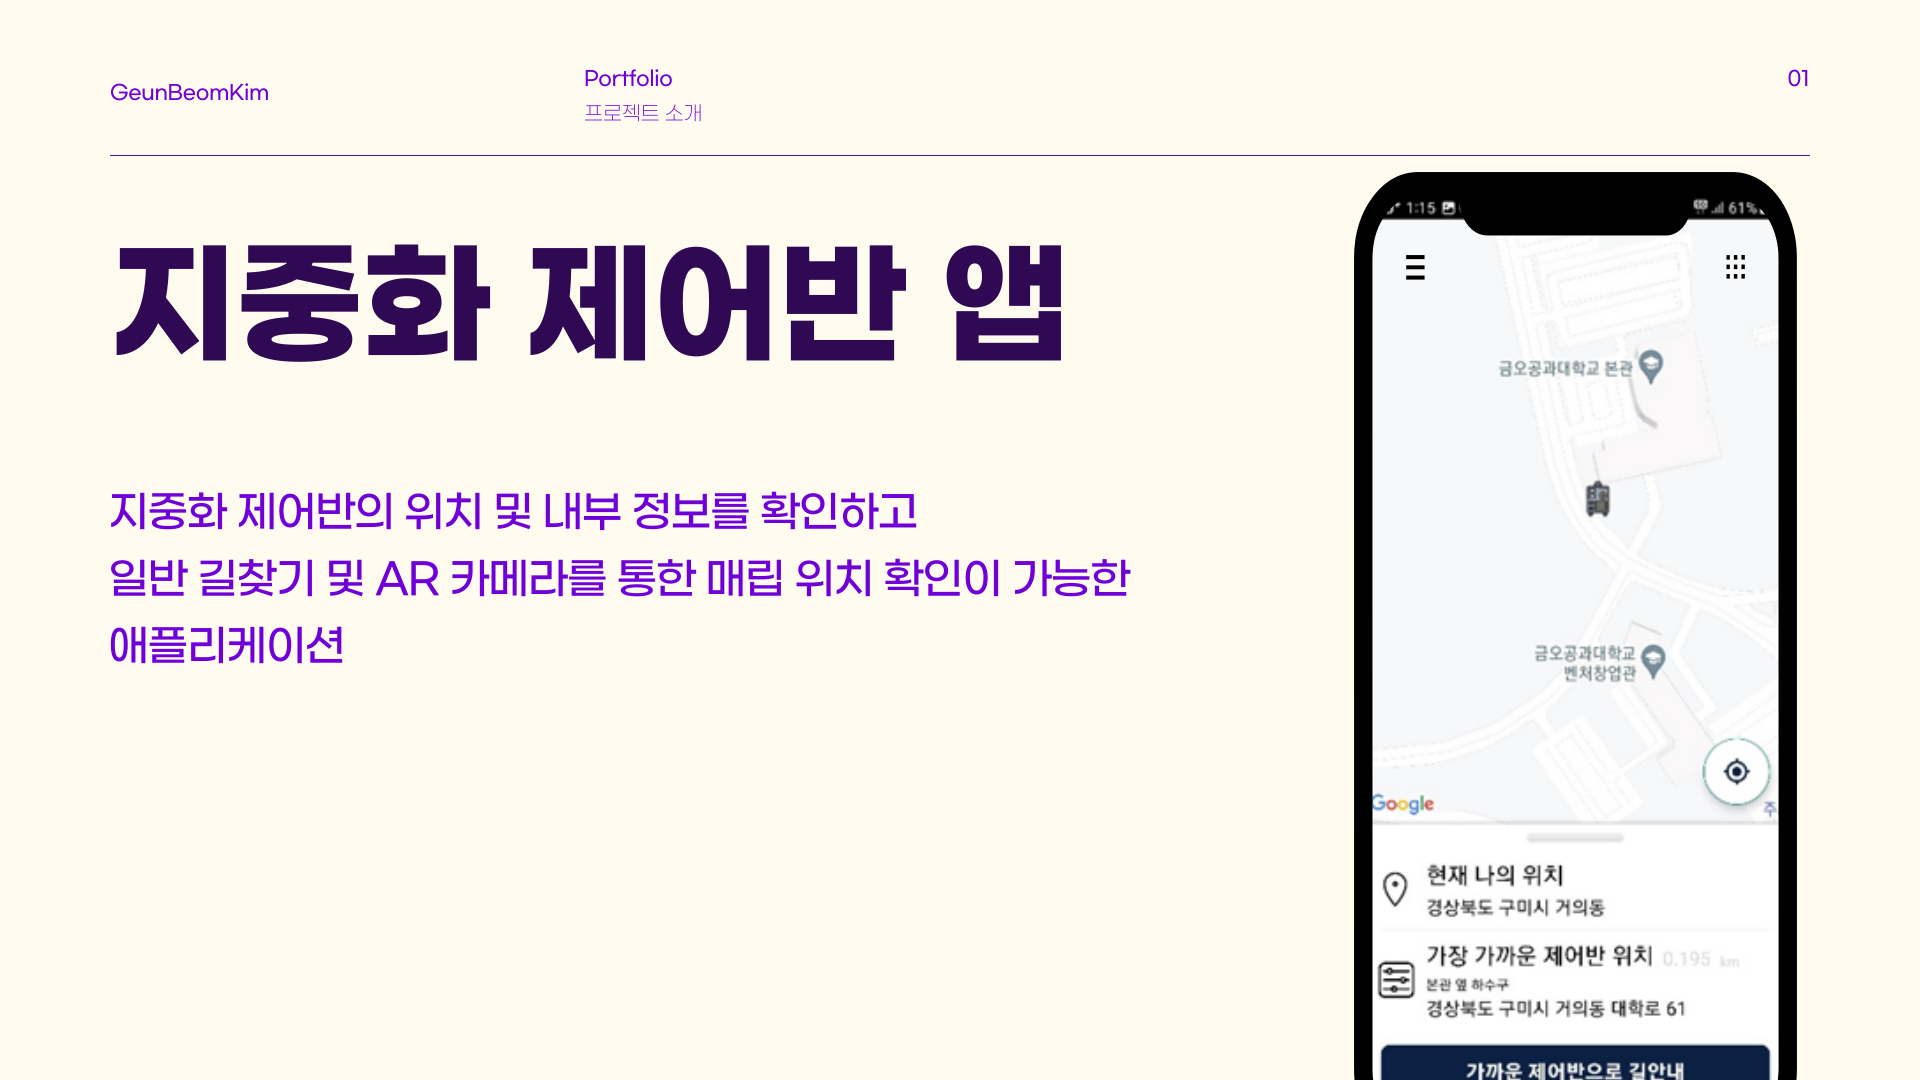 GeunBeomKim
Portfolio
프로젝트 소개
01
지중화 제어반 앱
지중화 제어반의 위치 및 내부 정보를 확인하고
일반 길찾기 및 AR 카메라를 통한 매립 위치 확인이 가능한
애플리케이션
1:15
61%
금오공과대학교 본관
금오공과대학교
벤처창업관
Google
주
현재 나의 위치
경상북도 구미시 거의동
가장 가까운 제어반 위치 0.195 km
본관 옆 하수구
경상북도 구미시 거의동 대학로 61
가까운 제어반으로 길안내